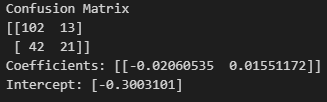 Confusion Matrix
[[102 13]
[ 42 21]]
Coefficients: [[-0.02060535 0.01551172]]
Intercept: [-0.3003101]